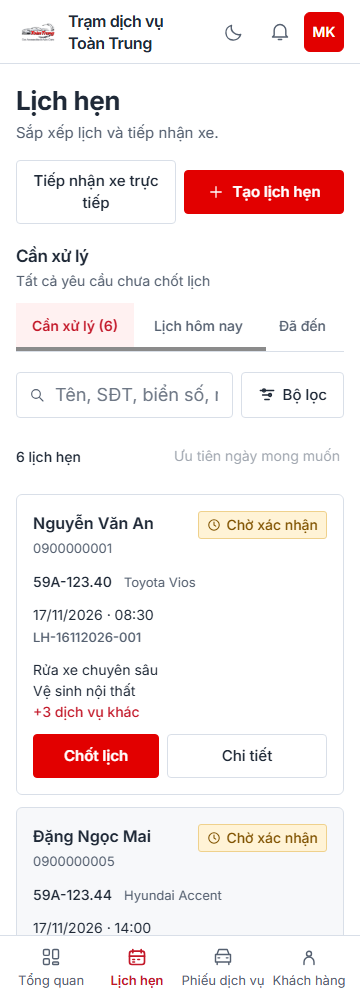 Trạm dịch vụ
Toàn Trung
MK
Lịch hẹn
Sắp xếp lịch và tiếp nhận xe.
Tiếp nhận xe trực
tiếp
Tạo lịch hẹn
Cần xử lý
Tất cả yêu cầu chưa chốt lịch
Cần xử lý (6)
Lịch hôm nay
Đã đến
Tên, SĐT, biển số,
Bộ lọc
6 lịch hẹn
Ưu tiên ngày mong muốn
Nguyễn Văn An
Chờ xác nhận
0900000001
59A-123.40 Toyota Vios
17/11/2026 · 08:30
LH-16112026-001
Rửa xe chuyên sâu
Vệ sinh nội thất
+3 dịch vụ khác
Chốt lịch
Chi tiết
Đặng Ngọc Mai
Chờ xác nhận
0900000005
59A-123.44 Hyundai Accent
17/11/2026 · 14:00
Tổng quan
Lịch hẹn
Phiếu dịch vụ
Khách hàng